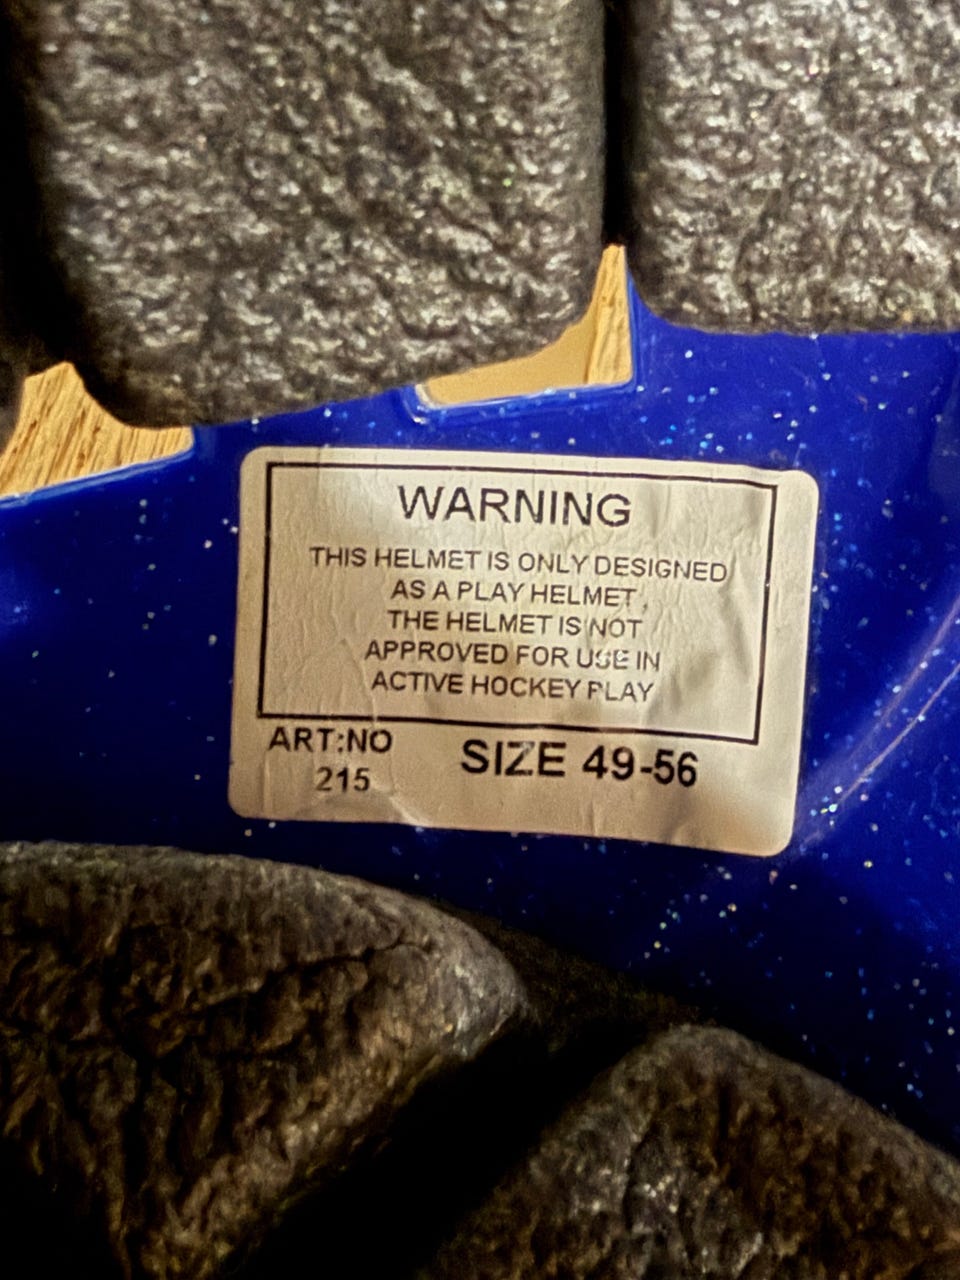 WARNING
THIS HELMET IS ONLY DESIGNED
AS A PLAY HELMET.
THE HELMET IS NOT
APPROVED FOR USE IN
ACTIVE HOCKEY PLAY
ART:NO
215
SIZE 49-56